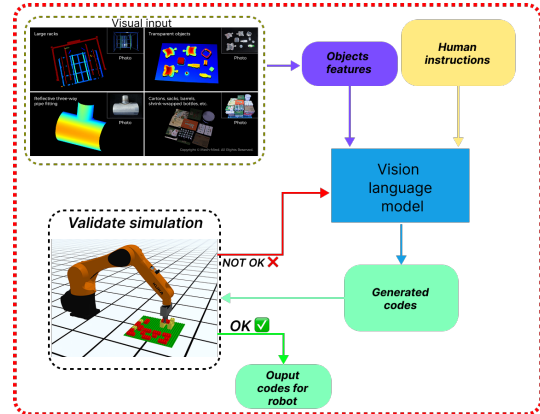 Visual input
Large racks
Photo
Transparent objects
Photo
Reflective three-way
pipe fitting
Photo
Cartons, sacks, barrels,
shrink-wrapped bottles, etc.
Photo
Objects
features
Human
instructions
Vision
language
model
Validate simulation
NOT OK ❌
Generated
codes
OK ✅
Ouput
codes for
robot